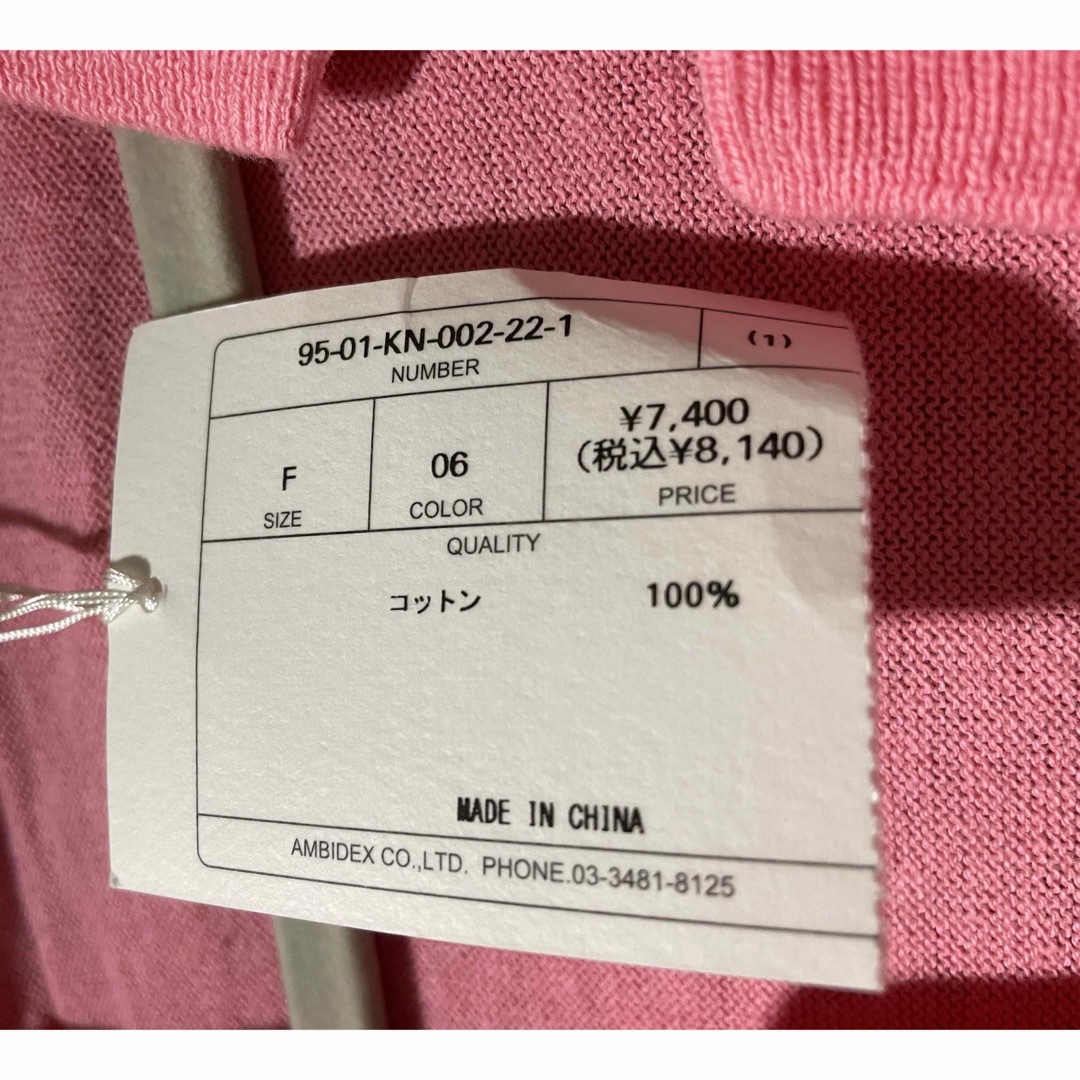 95-01-KN-002-22-1
NUMBER
(1)
F
SIZE
06
COLOR
¥7,400
(税込¥8,140)
PRICE
QUALITY
コットン 100%
MADE IN CHINA
AMBIDEX CO.,LTD. PHONE.03-3481-8125